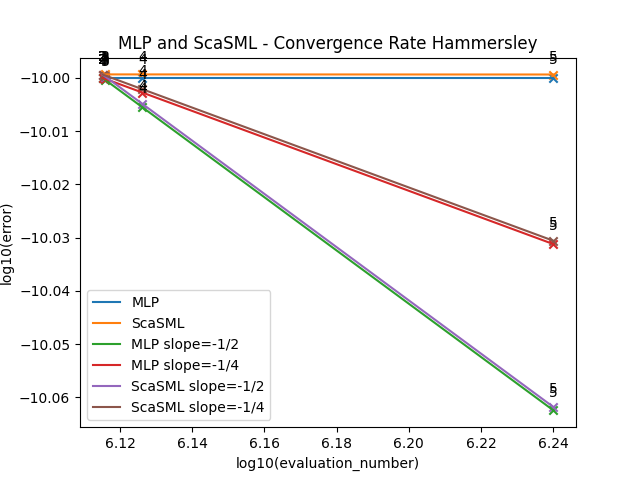 MLP and ScaSML - Convergence Rate Hammersley
4
5
5
−10.00
4
4
4
4
−10.01
−10.02
5
5
−10.03
−10.04
−10.05
−10.06
5
5
log10(error)
MLP
ScaSML
MLP slope=-1/2
MLP slope=-1/4
ScaSML slope=-1/2
ScaSML slope=-1/4
6.12 6.14 6.16 6.18 6.20 6.22 6.24
log10(evaluation_number)